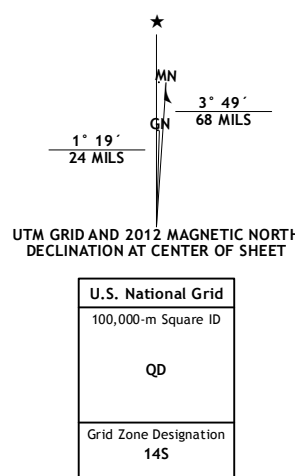 ★
MN
GN
3° 49´
68 MILS
1° 19´
24 MILS
UTM GRID AND 2012 MAGNETIC NORTH
DECLINATION AT CENTER OF SHEET
U.S. National Grid
100,000-m Square ID
QD
Grid Zone Designation
14S